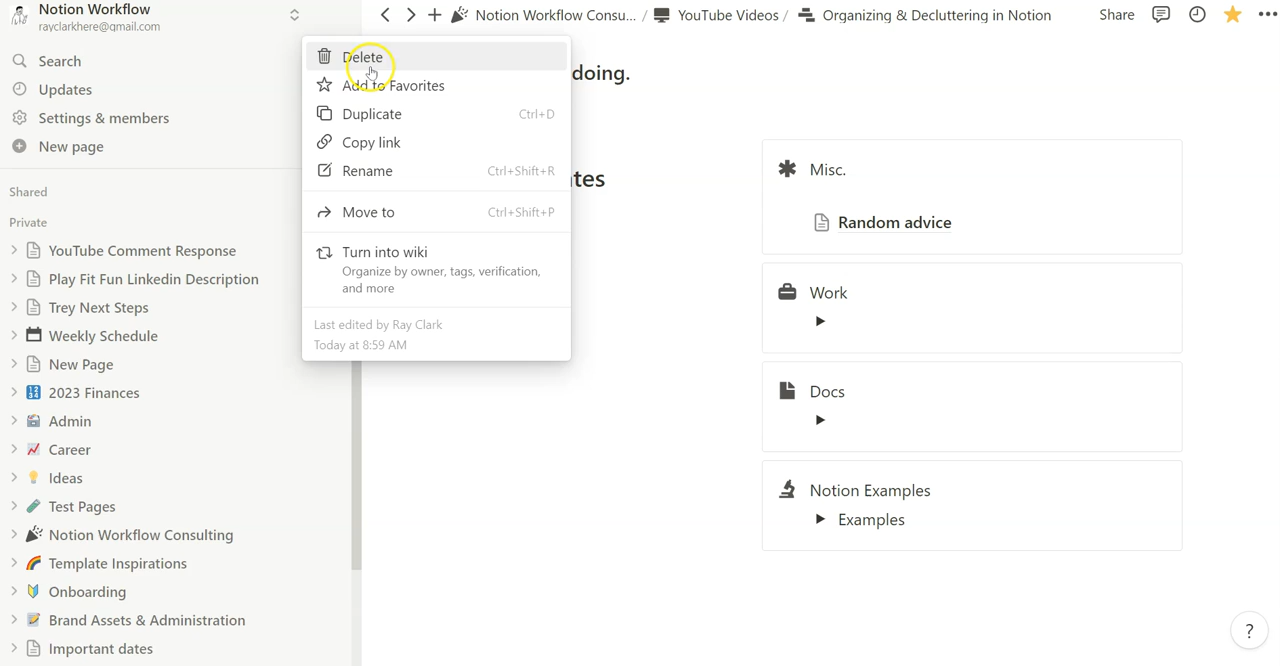 Notion Workflow
rayclarkhere@gmail.com
Search
Updates
Settings & members
New page
Shared
Private
YouTube Comment Response
Play Fit Fun Linkedin Description
Trey Next Steps
Weekly Schedule
New Page
2023 Finances
Admin
Career
Ideas
Test Pages
Notion Workflow Consulting
Template Inspirations
Onboarding
Brand Assets & Administration
Important dates
Notion Workflow Consu... / YouTube Videos / Organizing & Decluttering in Notion
Share
Delete
Add to Favorites
Duplicate Ctrl+D
Copy link
Rename Ctrl+Shift+R
Move to Ctrl+Shift+P
Turn into wiki
Organize by owner, tags, verification,
and more
Last edited by Ray Clark
Today at 8:59 AM
doing.
Misc.
Random advice
Work
Docs
Notion Examples
Examples
?